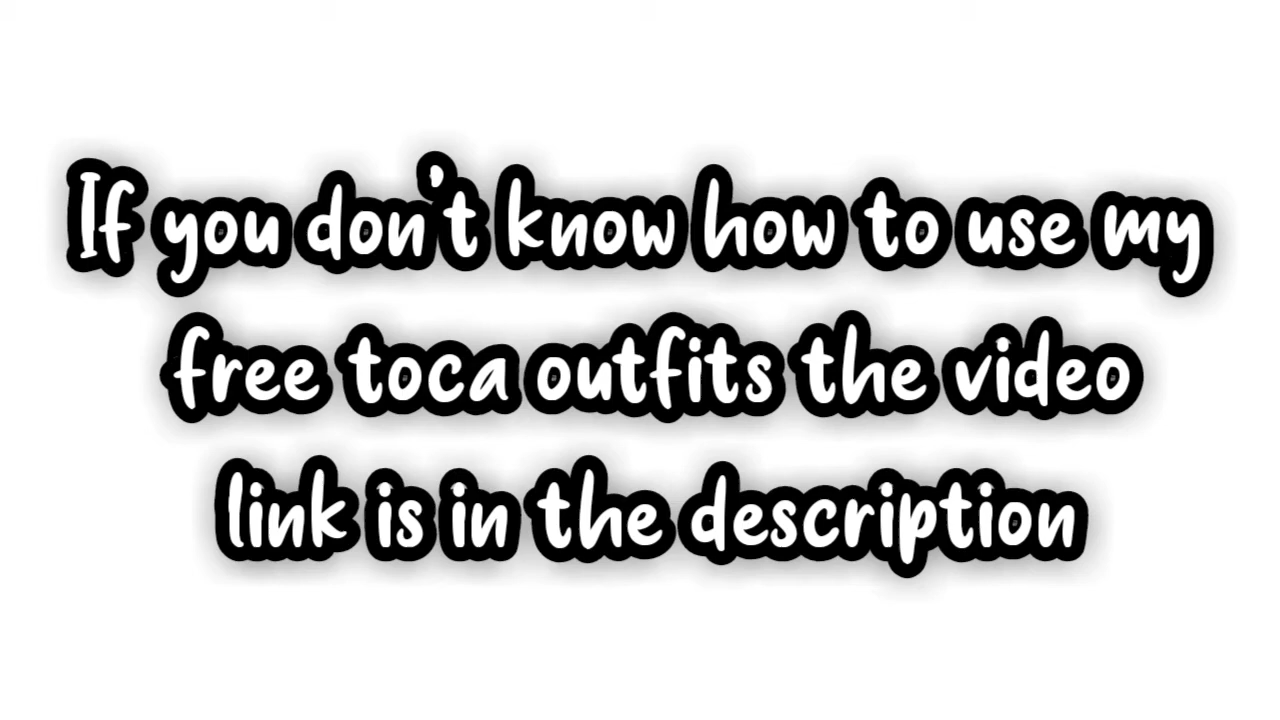 If you don't know how to use my
free toca outfits the video
link is in the description